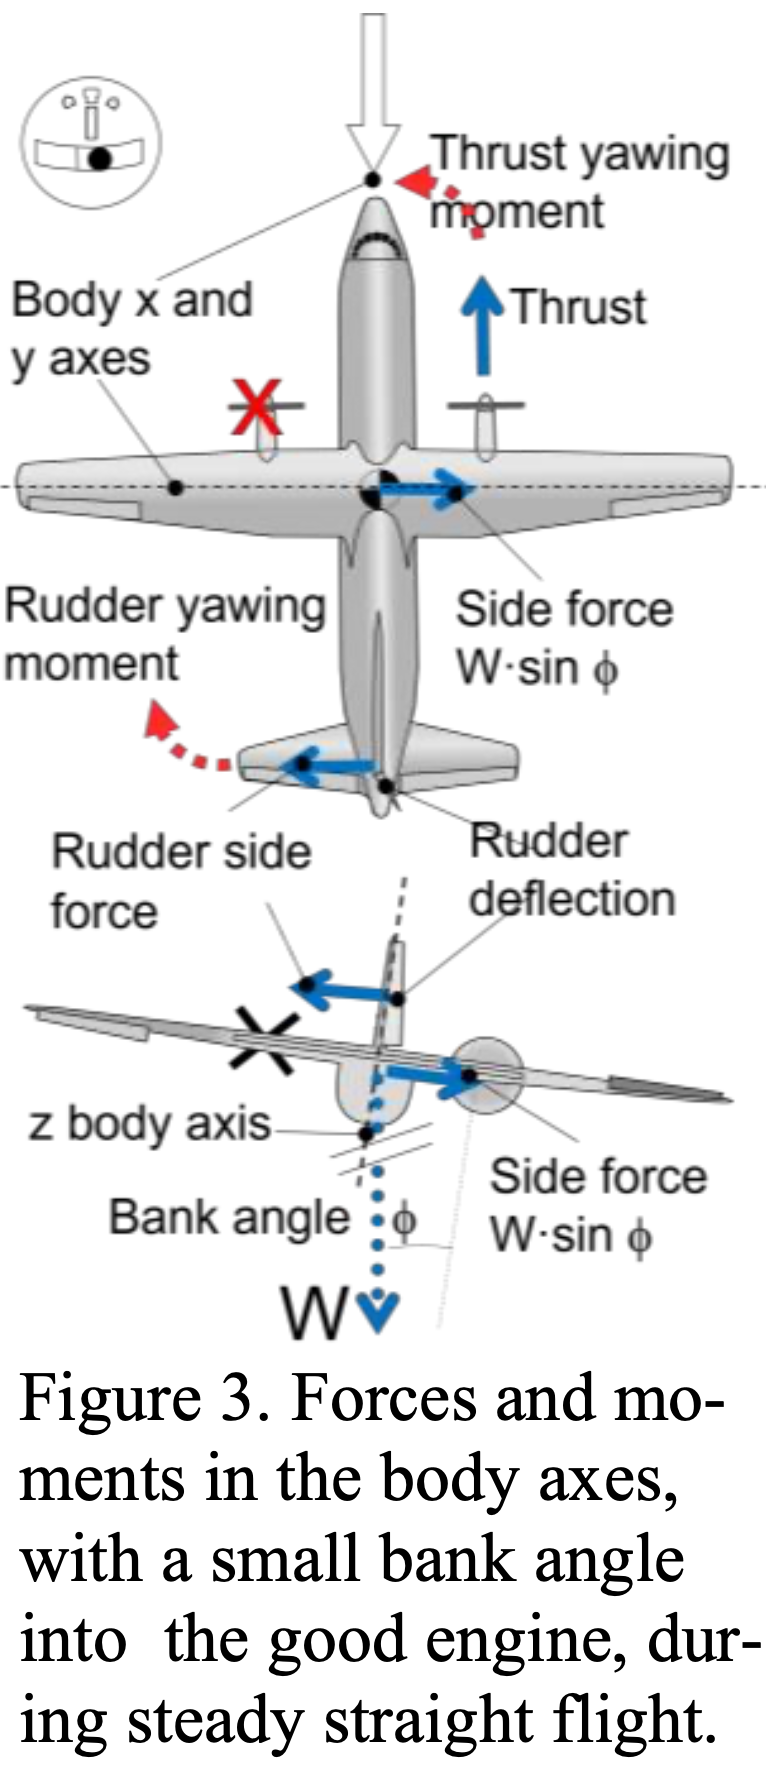 Thrust yawing
moment
Body x and
y axes
Thrust
X
Rudder yawing
moment
Side force
W·sin ϕ
Rudder side
force
Rudder
deflection
z body axis
Side force
W·sin ϕ
Bank angle ϕ
W
Figure 3. Forces and mo-
ments in the body axes,
with a small bank angle
into  the good engine, dur-
ing steady straight flight.